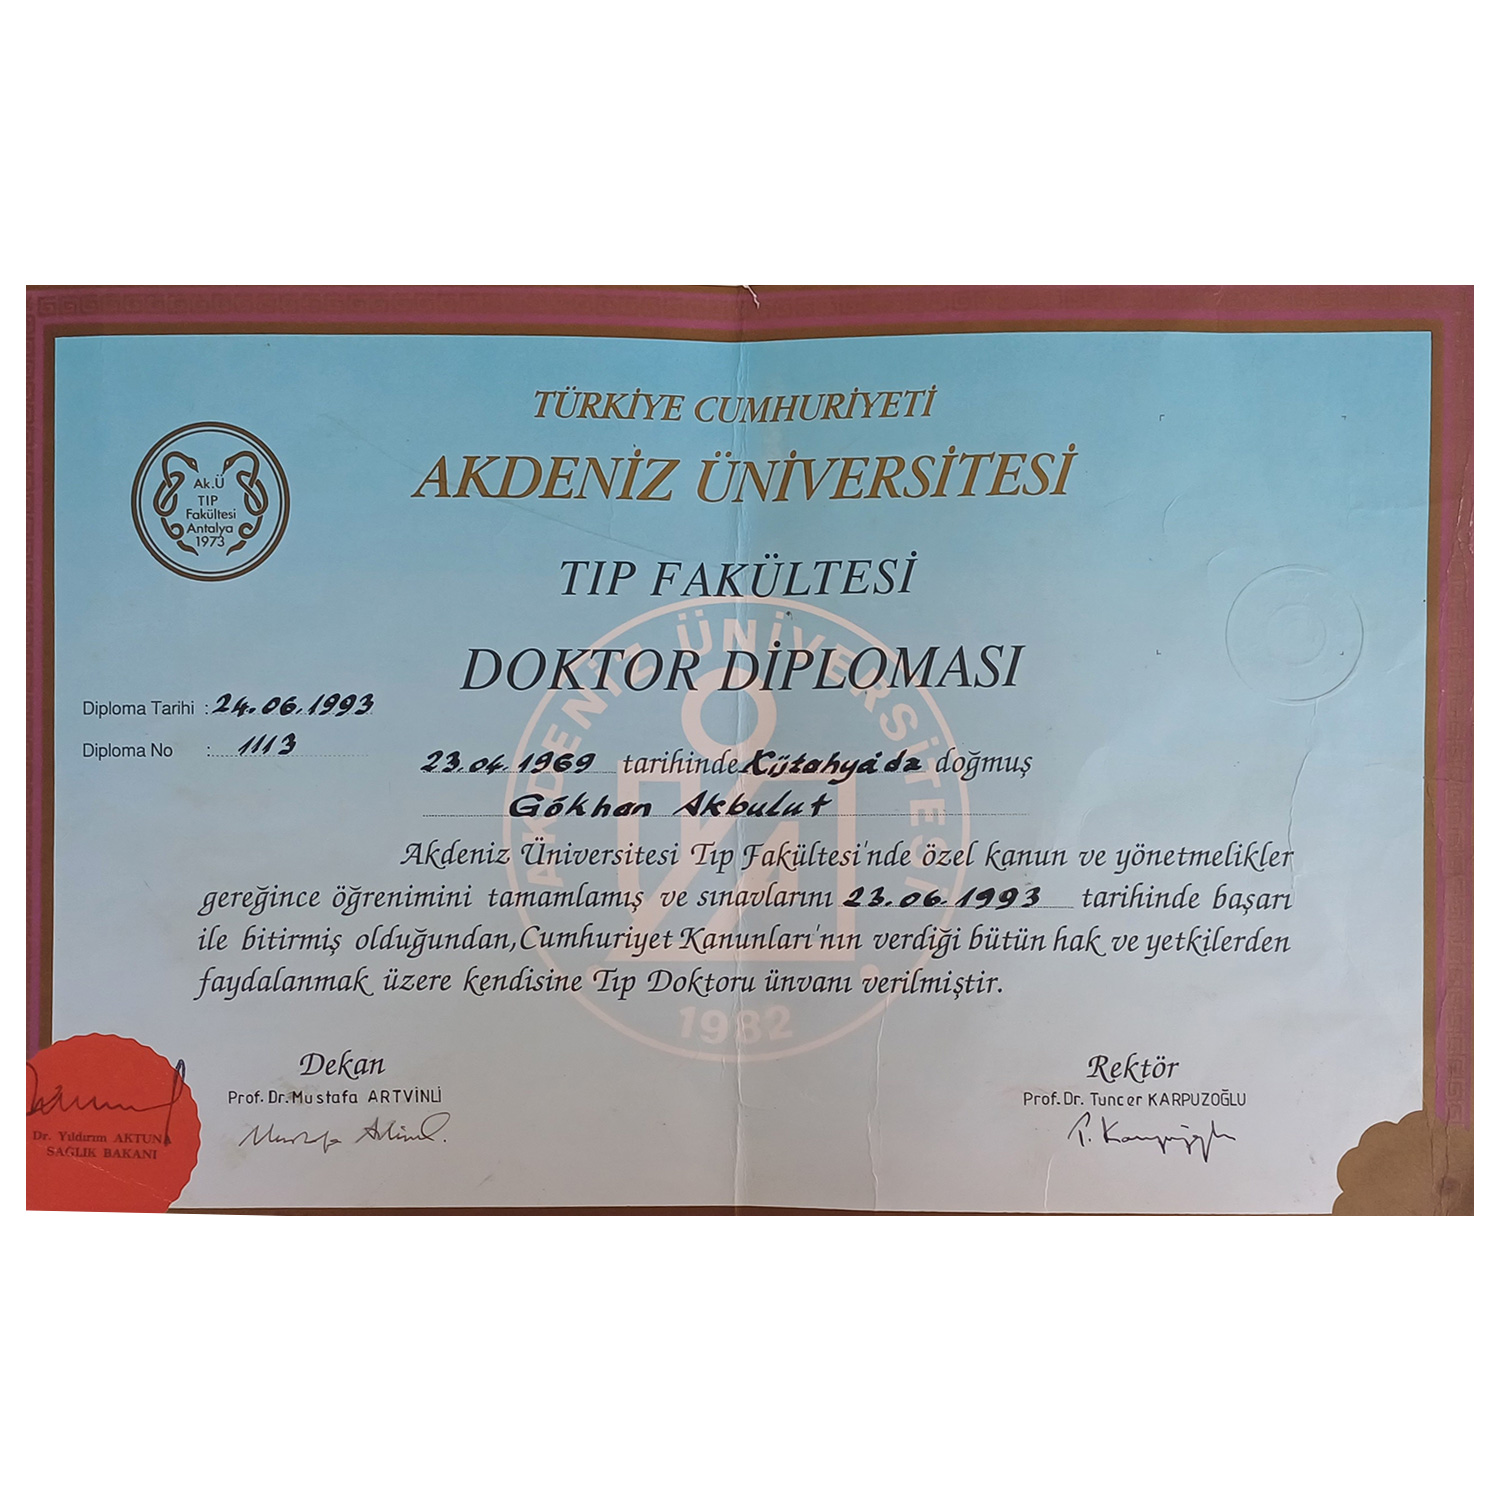 TÜRKİYE CUMHURİYETİ
AKDENİZ ÜNİVERSİTESİ
Ak.Ü
TIP
Fakültesi
Antalya
1973
TIP FAKÜLTESİ
DOKTOR DİPLOMASI
AKDENİZ ÜNİVERSİTESİ
1982
Diploma Tarihi : 24.06.1993
Diploma No : 1113
23.04.1969 tarihinde Kütahya'da doğmuş
Gökhan Akbulut
Akdeniz Üniversitesi Tıp Fakültesi'nde özel kanun ve yönetmelikler
gereğince öğrenimini tamamlamış ve sınavlarını 23.06.1993 tarihinde başarı
ile bitirmiş olduğundan,Cumhuriyet Kanunları'nın verdiği bütün hak ve yetkilerden
faydalanmak üzere kendisine Tıp Doktoru ünvanı verilmiştir.
Dekan
Prof. Dr. Mustafa ARTVİNLİ
Rektör
Prof. Dr. Tuncer KARPUZOĞLU
Dr. Yıldırım AKTUNA
SAĞLIK BAKANI